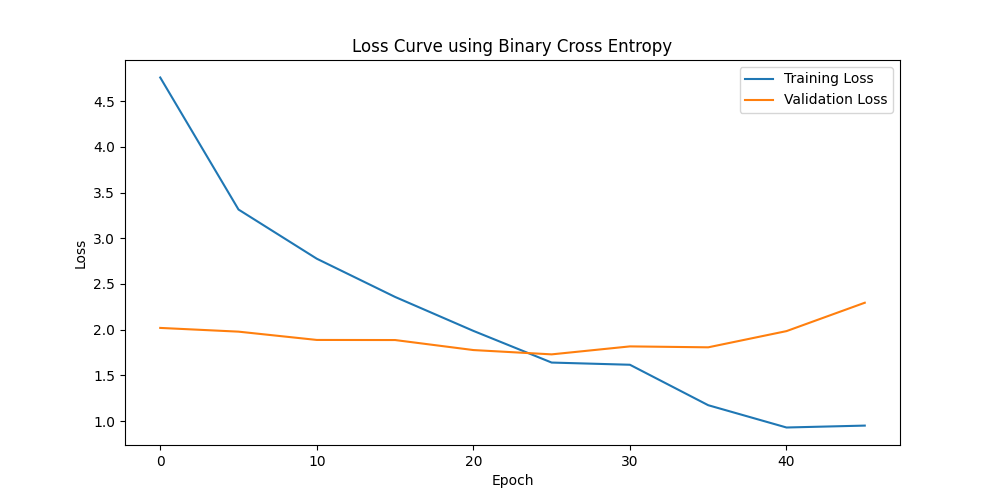 Loss Curve using Binary Cross Entropy
Training Loss
Validation Loss
4.5
4.0
3.5
3.0
2.5
2.0
1.5
1.0
Loss
0 10 20 30 40
Epoch